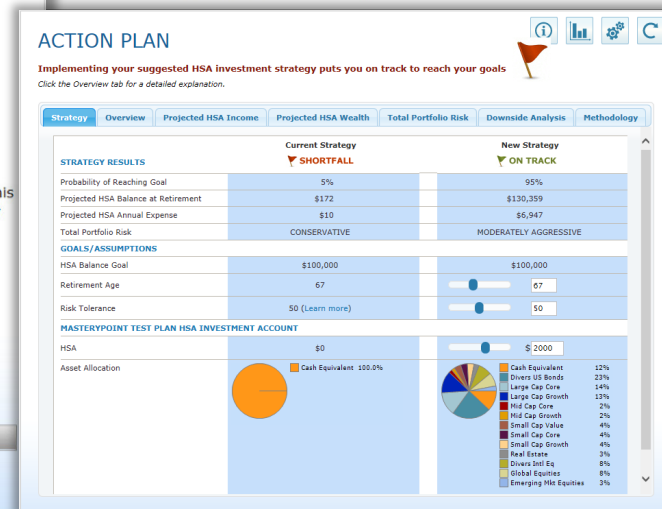 ACTION PLAN
Implementing your suggested HSA investment strategy puts you on track to reach your goals
Click the Overview tab for a detailed explanation.
Strategy Overview Projected HSA Income Projected HSA Wealth Total Portfolio Risk Downside Analysis Methodology
Current Strategy New Strategy
STRATEGY RESULTS SHORTFALL ON TRACK
Probability of Reaching Goal 5% 95%
his
Projected HSA Balance at Retirement $172 $130,359
Projected HSA Annual Expense $10 $6,947
Total Portfolio Risk CONSERVATIVE MODERATELY AGGRESSIVE
GOALS/ASSUMPTIONS
HSA Balance Goal $100,000 $100,000
Retirement Age 67 67
Risk Tolerance 50 (Learn more) 50
MASTERYPOINT TEST PLAN HSA INVESTMENT ACCOUNT
HSA $0 $ 2000
Asset Allocation Cash Equivalent 100.0% Cash Equivalent 12%
Divers US Bonds 23%
Large Cap Core 14%
Large Cap Growth 13%
Mid Cap Core 2%
Mid Cap Growth 2%
Small Cap Value 4%
Small Cap Core 4%
Small Cap Growth 4%
Real Estate 3%
Divers Intl Eq 8%
Global Equities 8%
Emerging Mkt Equities 3%